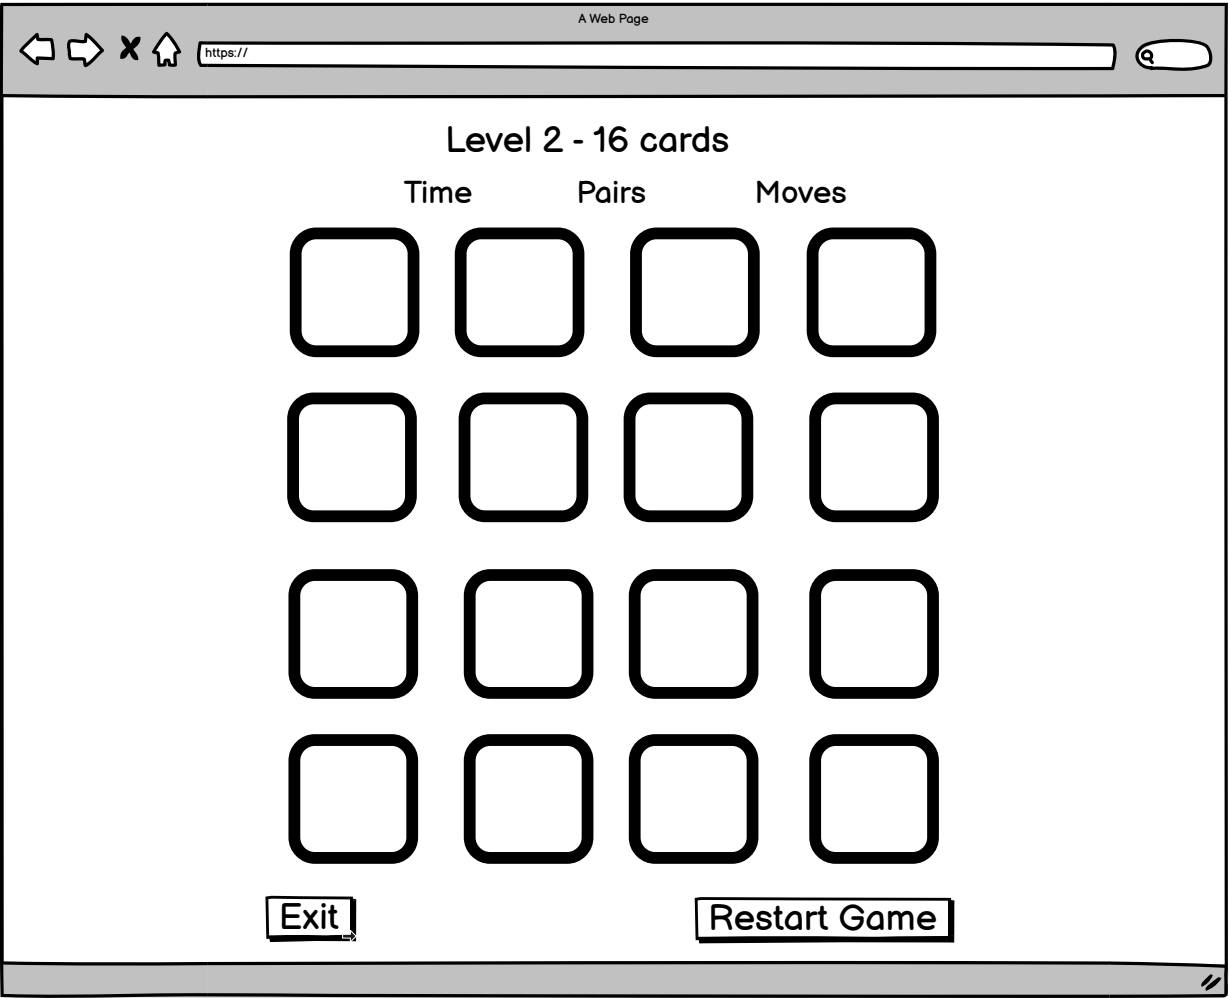 A Web Page
https://
Level 2 - 16 cards
Time Pairs Moves
Exit Restart Game